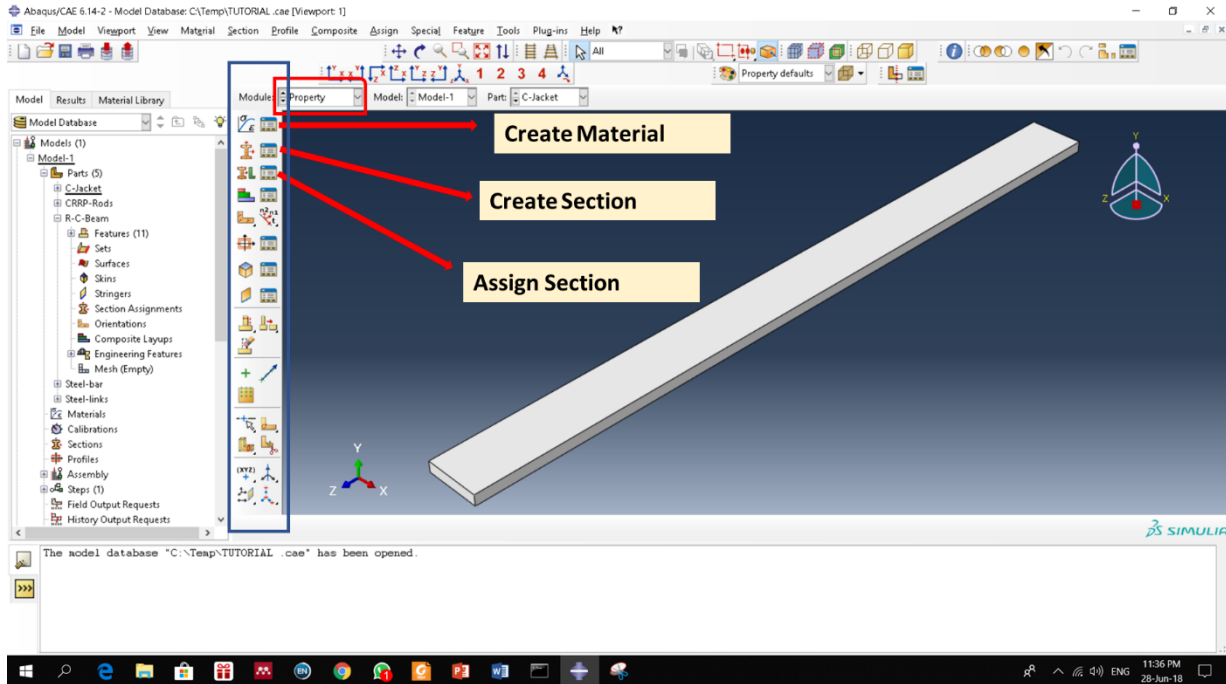 Abaqus/CAE 6.14-2 - Model Database: C:\Temp\TUTORIAL .cae [Viewport: 1]
File Model Viewport View Material Section Profile Composite Assign Special Feature Tools Plug-ins Help
All
1 2 3 4
Property defaults
Model Results Material Library
Module: Property Model: Model-1 Part: C-Jacket
Model Database
Models (1)
Model-1
Parts (5)
C-Jacket
CRRP-Rods
R-C-Beam
Features (11)
Sets
Surfaces
Skins
Stringers
Section Assignments
Orientations
Composite Layups
Engineering Features
Mesh (Empty)
Steel-bar
Steel-links
Materials
Calibrations
Sections
Profiles
Assembly
Steps (1)
Field Output Requests
History Output Requests
Create Material
Create Section
Assign Section
Y
Z X
Y
Z X
SIMULIA
The model database "C:\Temp\TUTORIAL .cae" has been opened.
>>>
ENG
11:36 PM
28-Jun-18